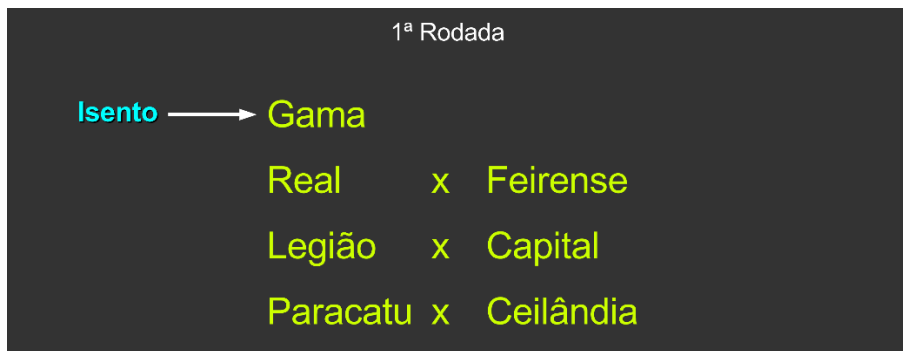 1ª Rodada
Isento Gama
Real x Feirense
Legião x Capital
Paracatu x Ceilândia